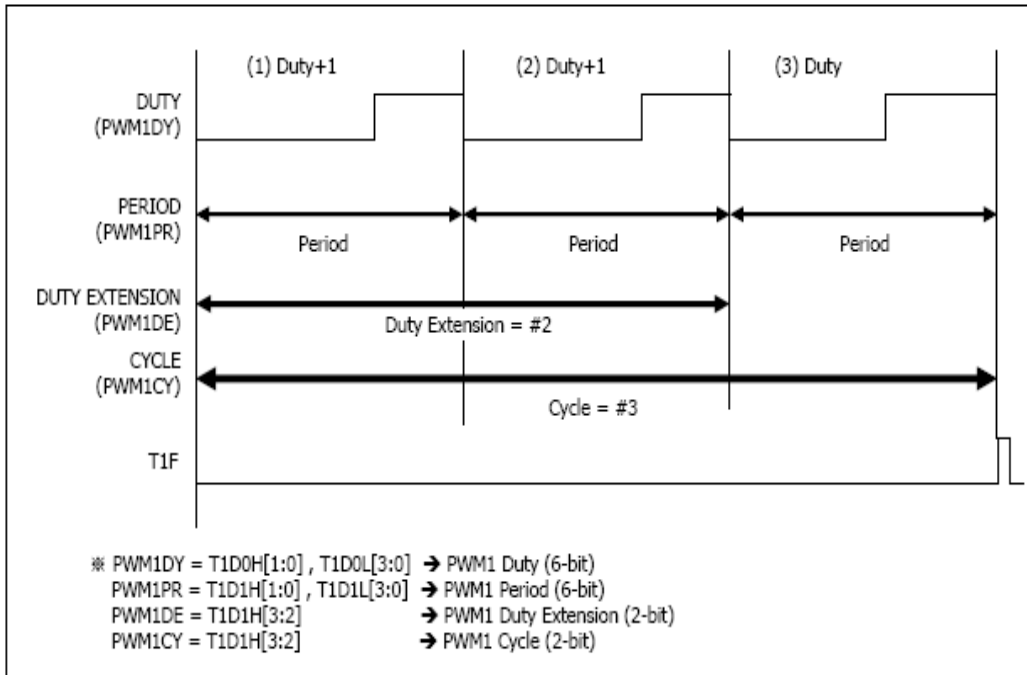 (1) Duty+1 (2) Duty+1 (3) Duty
DUTY
(PWM1DY)
PERIOD
(PWM1PR)
Period Period Period
DUTY EXTENSION
(PWM1DE)
Duty Extension = #2
CYCLE
(PWM1CY)
Cycle = #3
T1F
※ PWM1DY = T1D0H[1:0] , T1D0L[3:0] → PWM1 Duty (6-bit)
PWM1PR = T1D1H[1:0] , T1D1L[3:0] → PWM1 Period (6-bit)
PWM1DE = T1D1H[3:2] → PWM1 Duty Extension (2-bit)
PWM1CY = T1D1H[3:2] → PWM1 Cycle (2-bit)